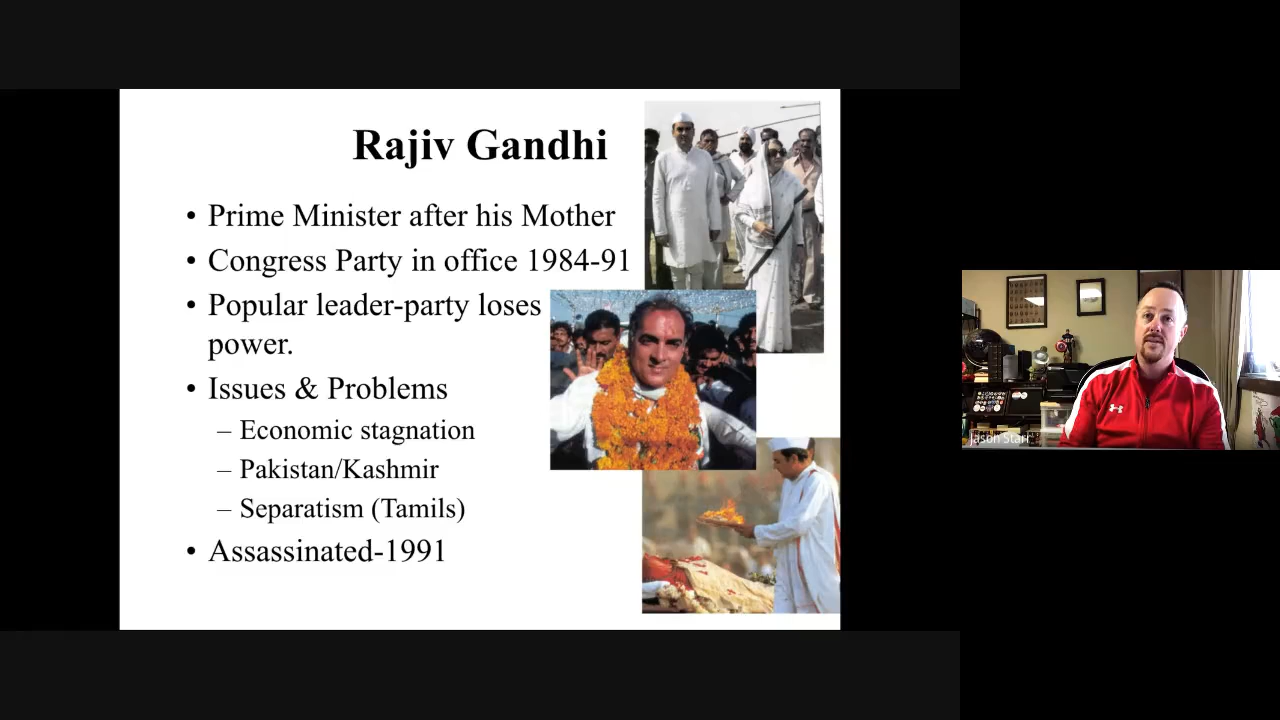 Rajiv Gandhi
• Prime Minister after his Mother
• Congress Party in office 1984-91
• Popular leader-party loses
power.
• Issues & Problems
– Economic stagnation
– Pakistan/Kashmir
– Separatism (Tamils)
• Assassinated-1991
Jason Starr